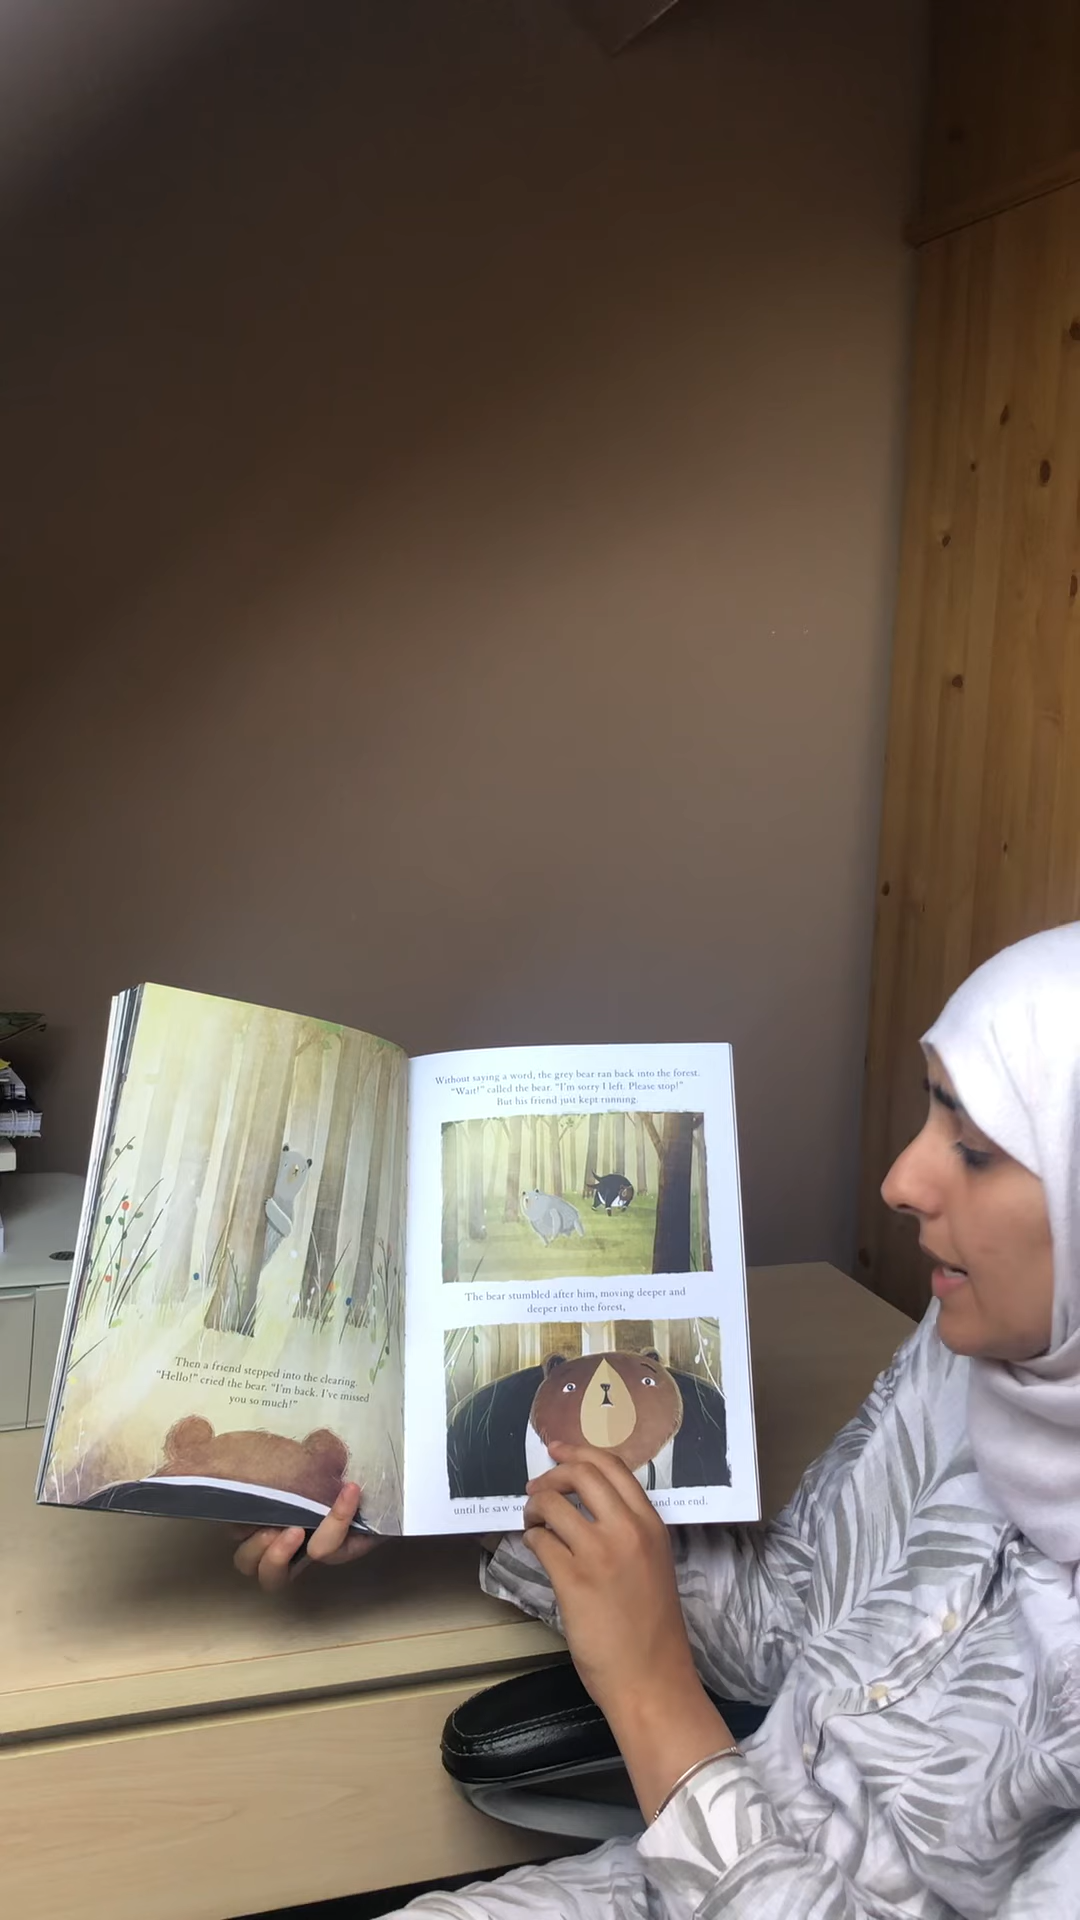 Then a friend stepped into the clearing.
"Hello!" cried the bear. "I'm back. I've missed
you so much!"
Without saying a word, the grey bear ran back into the forest.
"Wait!" called the bear. "I'm sorry I left. Please stop!"
But his friend just kept running.
The bear stumbled after him, moving deeper and
deeper into the forest,
until he saw on end.